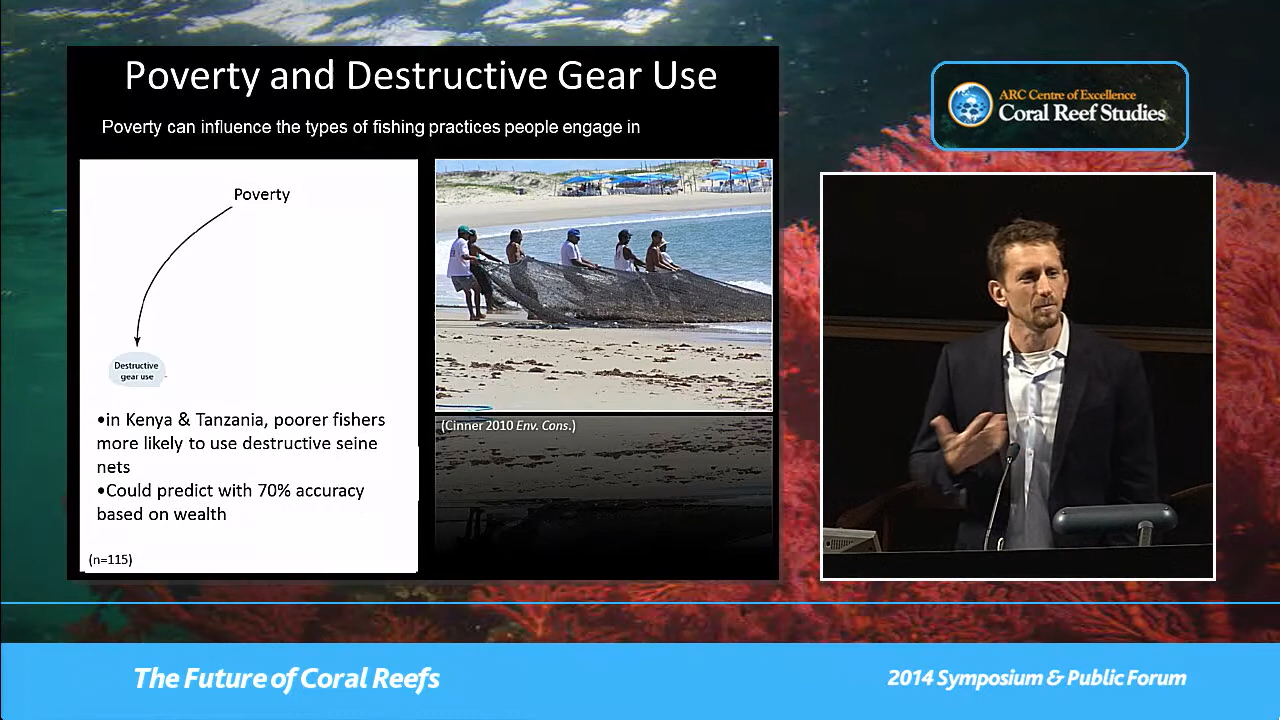 Poverty and Destructive Gear Use
Poverty can influence the types of fishing practices people engage in
Poverty
Destructive
gear use
•in Kenya & Tanzania, poorer fishers
more likely to use destructive seine
nets
•Could predict with 70% accuracy
based on wealth
(n=115)
(Cinner 2010 Env. Cons.)
ARC Centre of Excellence
Coral Reef Studies
The Future of Coral Reefs
2014 Symposium & Public Forum